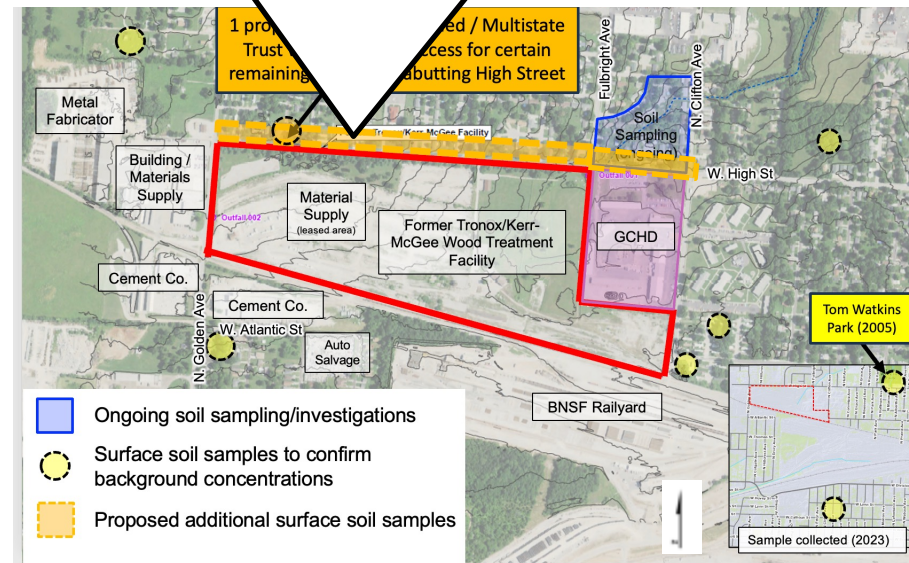 1 prop ed / Multistate
Trust ccess for certain
remaining abutting High Street
Fulbright Ave
N. Clifton Ave
Metal
Fabricator
Tronox/Kerr McGee Facility
Soil
Sampling
(ongoing)
W. High St
Building /
Materials
Supply
Outfall 001
Outfall 002
Material
Supply
(leased area)
Former Tronox/Kerr-
McGee Wood Treatment
Facility
GCHD
Cement Co.
Cement Co.
N. Golden Ave
W. Atlantic St
Auto
Salvage
Tom Watkins
Park (2005)
BNSF Railyard
Ongoing soil sampling/investigations
Surface soil samples to confirm
background concentrations
Proposed additional surface soil samples
Sample collected (2023)